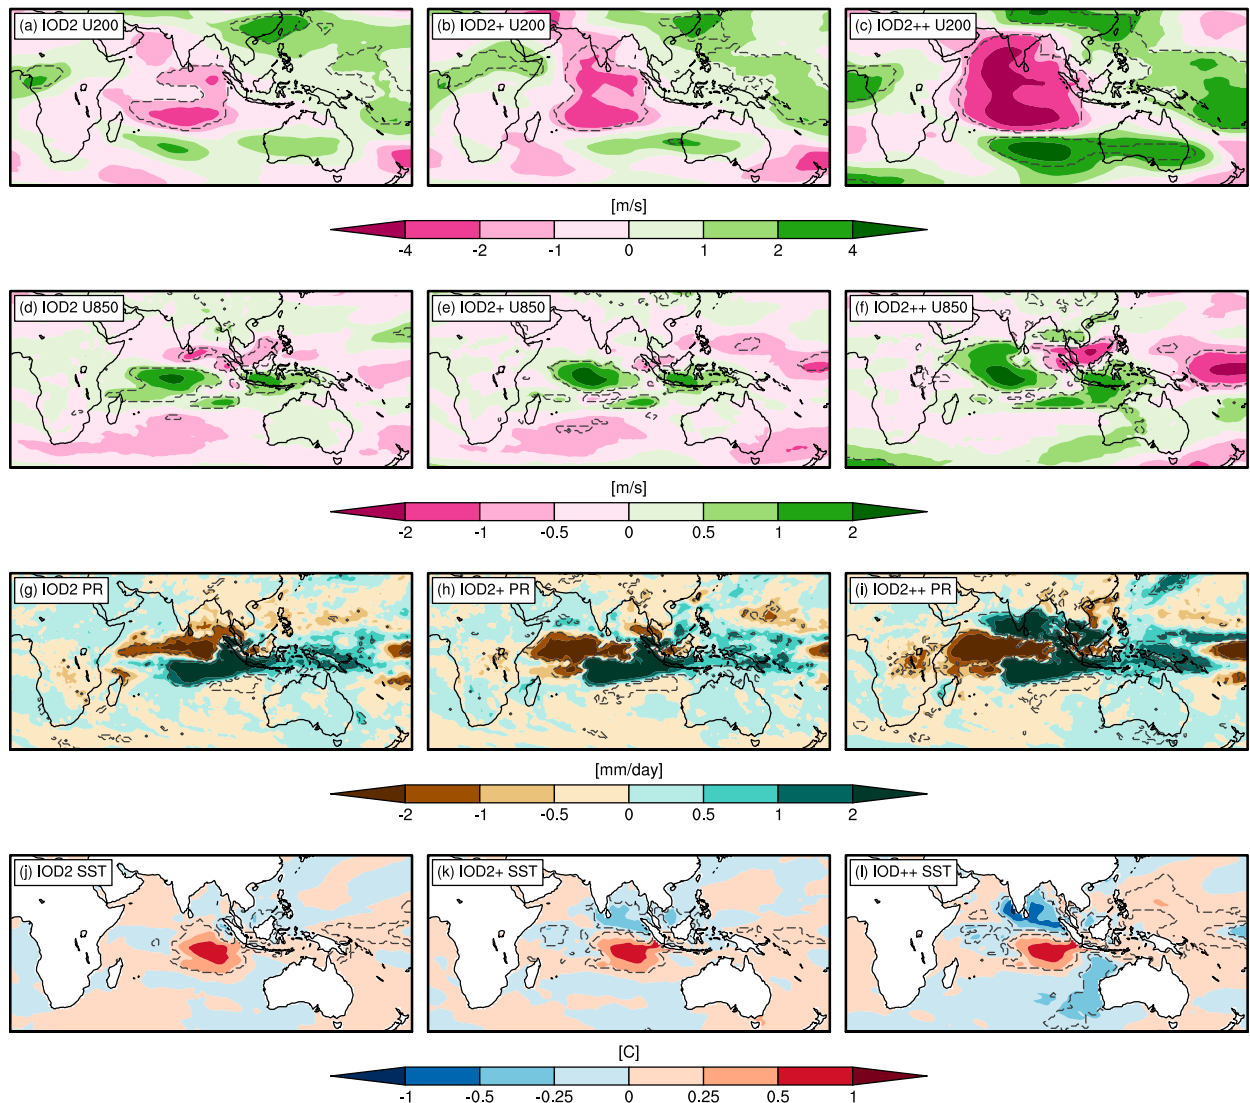 (a) IOD2 U200
(b) IOD2+ U200
(c) IOD2++ U200
[m/s]
-4 -2 -1 0 1 2 4
(d) IOD2 U850
(e) IOD2+ U850
(f) IOD2++ U850
[m/s]
-2 -1 -0.5 0 0.5 1 2
(g) IOD2 PR
(h) IOD2+ PR
(i) IOD2++ PR
[mm/day]
-2 -1 -0.5 0 0.5 1 2
(j) IOD2 SST
(k) IOD2+ SST
(l) IOD++ SST
[C]
-1 -0.5 -0.25 0 0.25 0.5 1